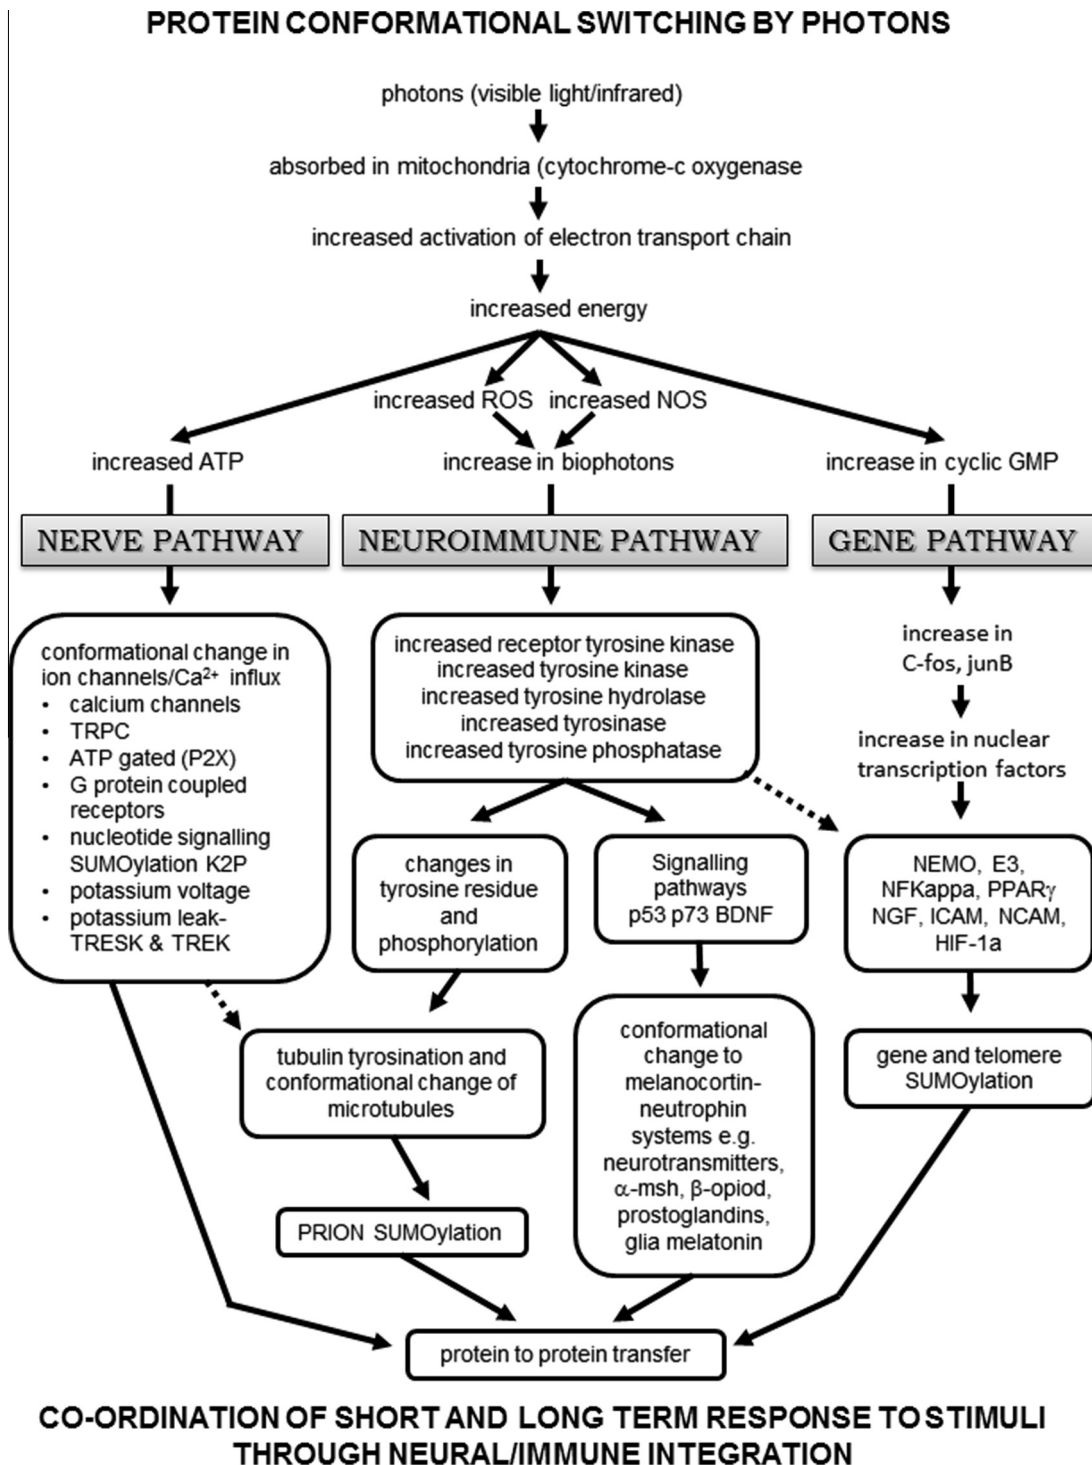 PROTEIN CONFORMATIONAL SWITCHING BY PHOTONS
photons (visible light/infrared)
absorbed in mitochondria (cytochrome-c oxygenase
increased activation of electron transport chain
increased energy
increased ROS
increased NOS
increased ATP
increase in biophotons
increase in cyclic GMP
NERVE PATHWAY
NEUROIMMUNE PATHWAY
GENE PATHWAY
conformational change in
ion channels/Ca²⁺ influx
• calcium channels
• TRPC
• ATP gated (P2X)
• G protein coupled
receptors
• nucleotide signalling
SUMOylation K2P
• potassium voltage
• potassium leak-
TRESK & TREK
increased receptor tyrosine kinase
increased tyrosine kinase
increased tyrosine hydrolase
increased tyrosinase
increased tyrosine phosphatase
increase in
C-fos, junB
increase in nuclear
transcription factors
changes in
tyrosine residue
and
phosphorylation
Signalling
pathways
p53 p73 BDNF
NEMO, E3,
NFKappa, PPARγ
NGF, ICAM, NCAM,
HIF-1a
tubulin tyrosination and
conformational change of
microtubules
conformational
change to
melanocortin-
neutrophin
systems e.g.
neurotransmitters,
α-msh, β-opiod,
prostoglandins,
glia melatonin
gene and telomere
SUMOylation
PRION SUMOylation
protein to protein transfer
CO-ORDINATION OF SHORT AND LONG TERM RESPONSE TO STIMULI
THROUGH NEURAL/IMMUNE INTEGRATION